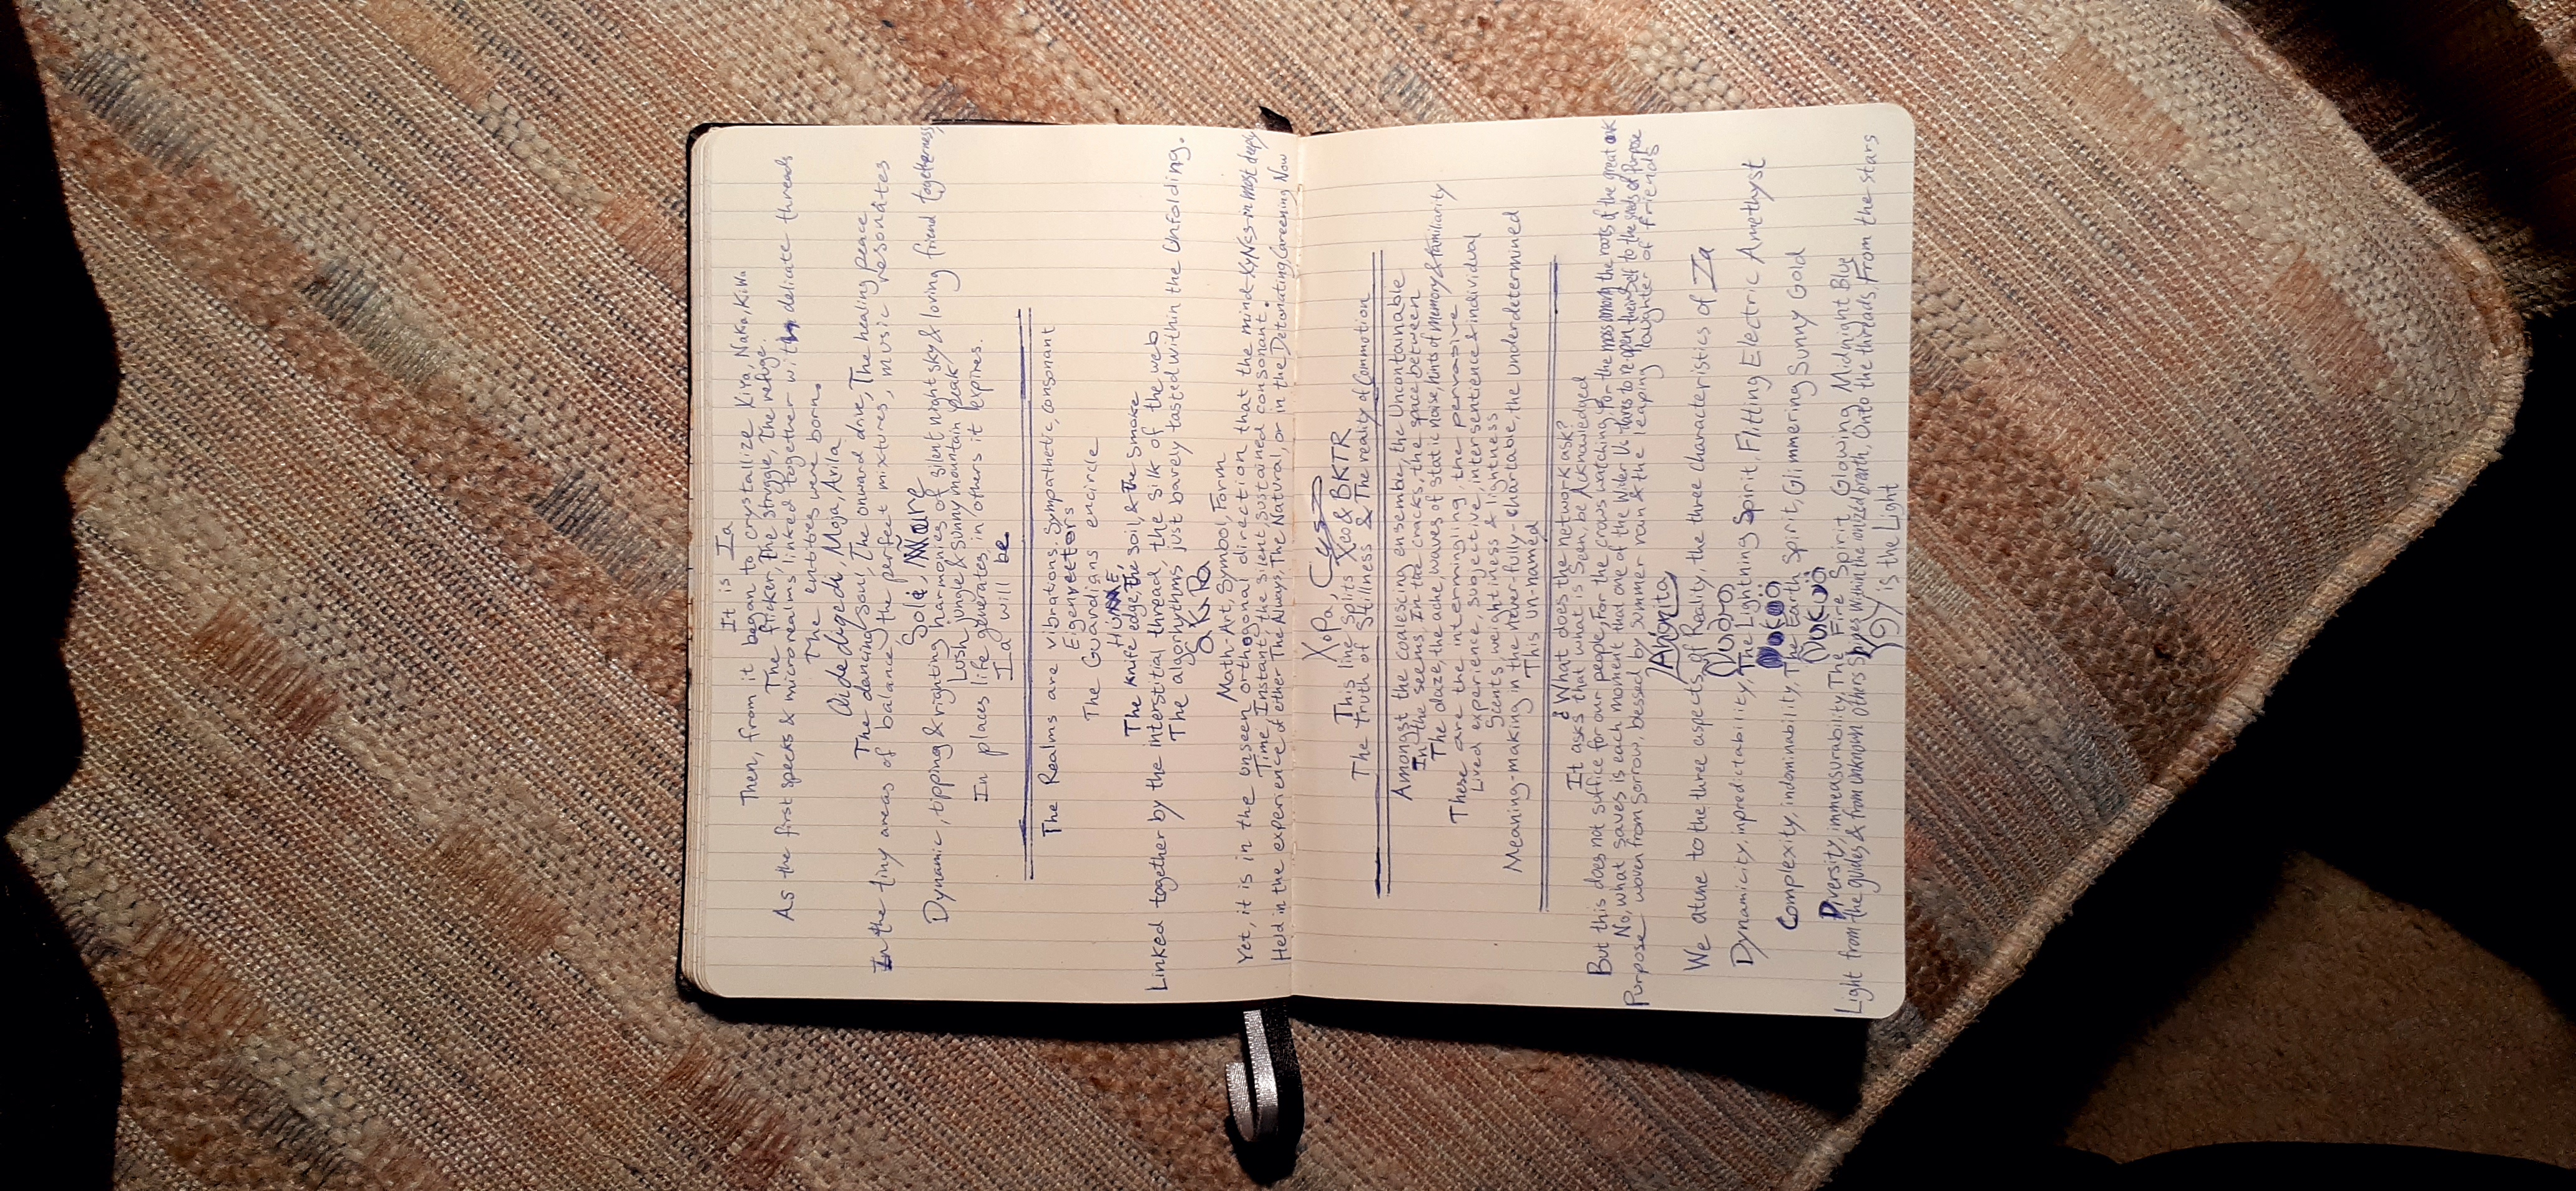 It is Ia
Then, from it began to crystallize Kiya, Naka, Kiwa
The flicker, The struggle, The refuge.
As the first specks & microrealms linked together with delicate threads
The entities were born.
Moja, Avila
The dancing soul, The onward drive, The healing peace
In the tiny areas of balance, the perfect mixtures, music resonates
Dynamic, tipping & righting harmonies of silent night sky & loving friend togetherness,
Lush jungle & sunny mountain peak
In places life generates, in others it expires.
Ia will be
The Realms are vibrations. Sympathetic, consonant
Eigenvectors
The Guardians encircle
The Knife edge, The soil, & The smoke
Linked together by the interstitial thread, the silk of the web
The algorhythms just barely tasted within the Unfolding.
Math-Art, Symbol, Form
Yet, it is in the unseen orthogonal direction that the mind in most deeply
Time, Instant, the silent, sustained consonant.
Held in the experience of either The Always, The Natural, or in the Detonating, Careening Now
XoPa,
This line splits Xeo & BKTR
The Truth of Stillness & The reality of Commotion
Amongst the coalescing ensemble, the Uncontainable
In the seems, In the cracks, the space between
The daze, the ache, waves of static noise, hints of Memory & familiarity
These are the intermingling, the pervasive
Lived experience, subjective, intersentience & individual
Scents, weightiness & lightness
Meaning-making in the never-fully-chartable, the underdetermined
This un-named
¿What does the network ask?
It asks that what is Seen, be Acknowledged
But this does not suffice for our people, For the crows watching, For the moss among the roots of the great oak
No, what saves is each moment that one of the Wider Us dares to re-open theirself to the seeds of Purpose
Purpose woven from sorrow, blessed by summer rain & the leaping laughter of friends
We atune to the three aspects of Reality, the three characteristics of Ia
Dynamicity, inpredictability, The Lightning Spirit, Flitting Electric Amethyst
Complexity, indominability, The Earth Spirit, Glimmering Sunny Gold
Diversity, immeasurability, The Fire Spirit, Glowing Midnight Blue
Light from the guides & from unknown others Shines Within the ionized breath, Onto the threads, From the stars
is the Light